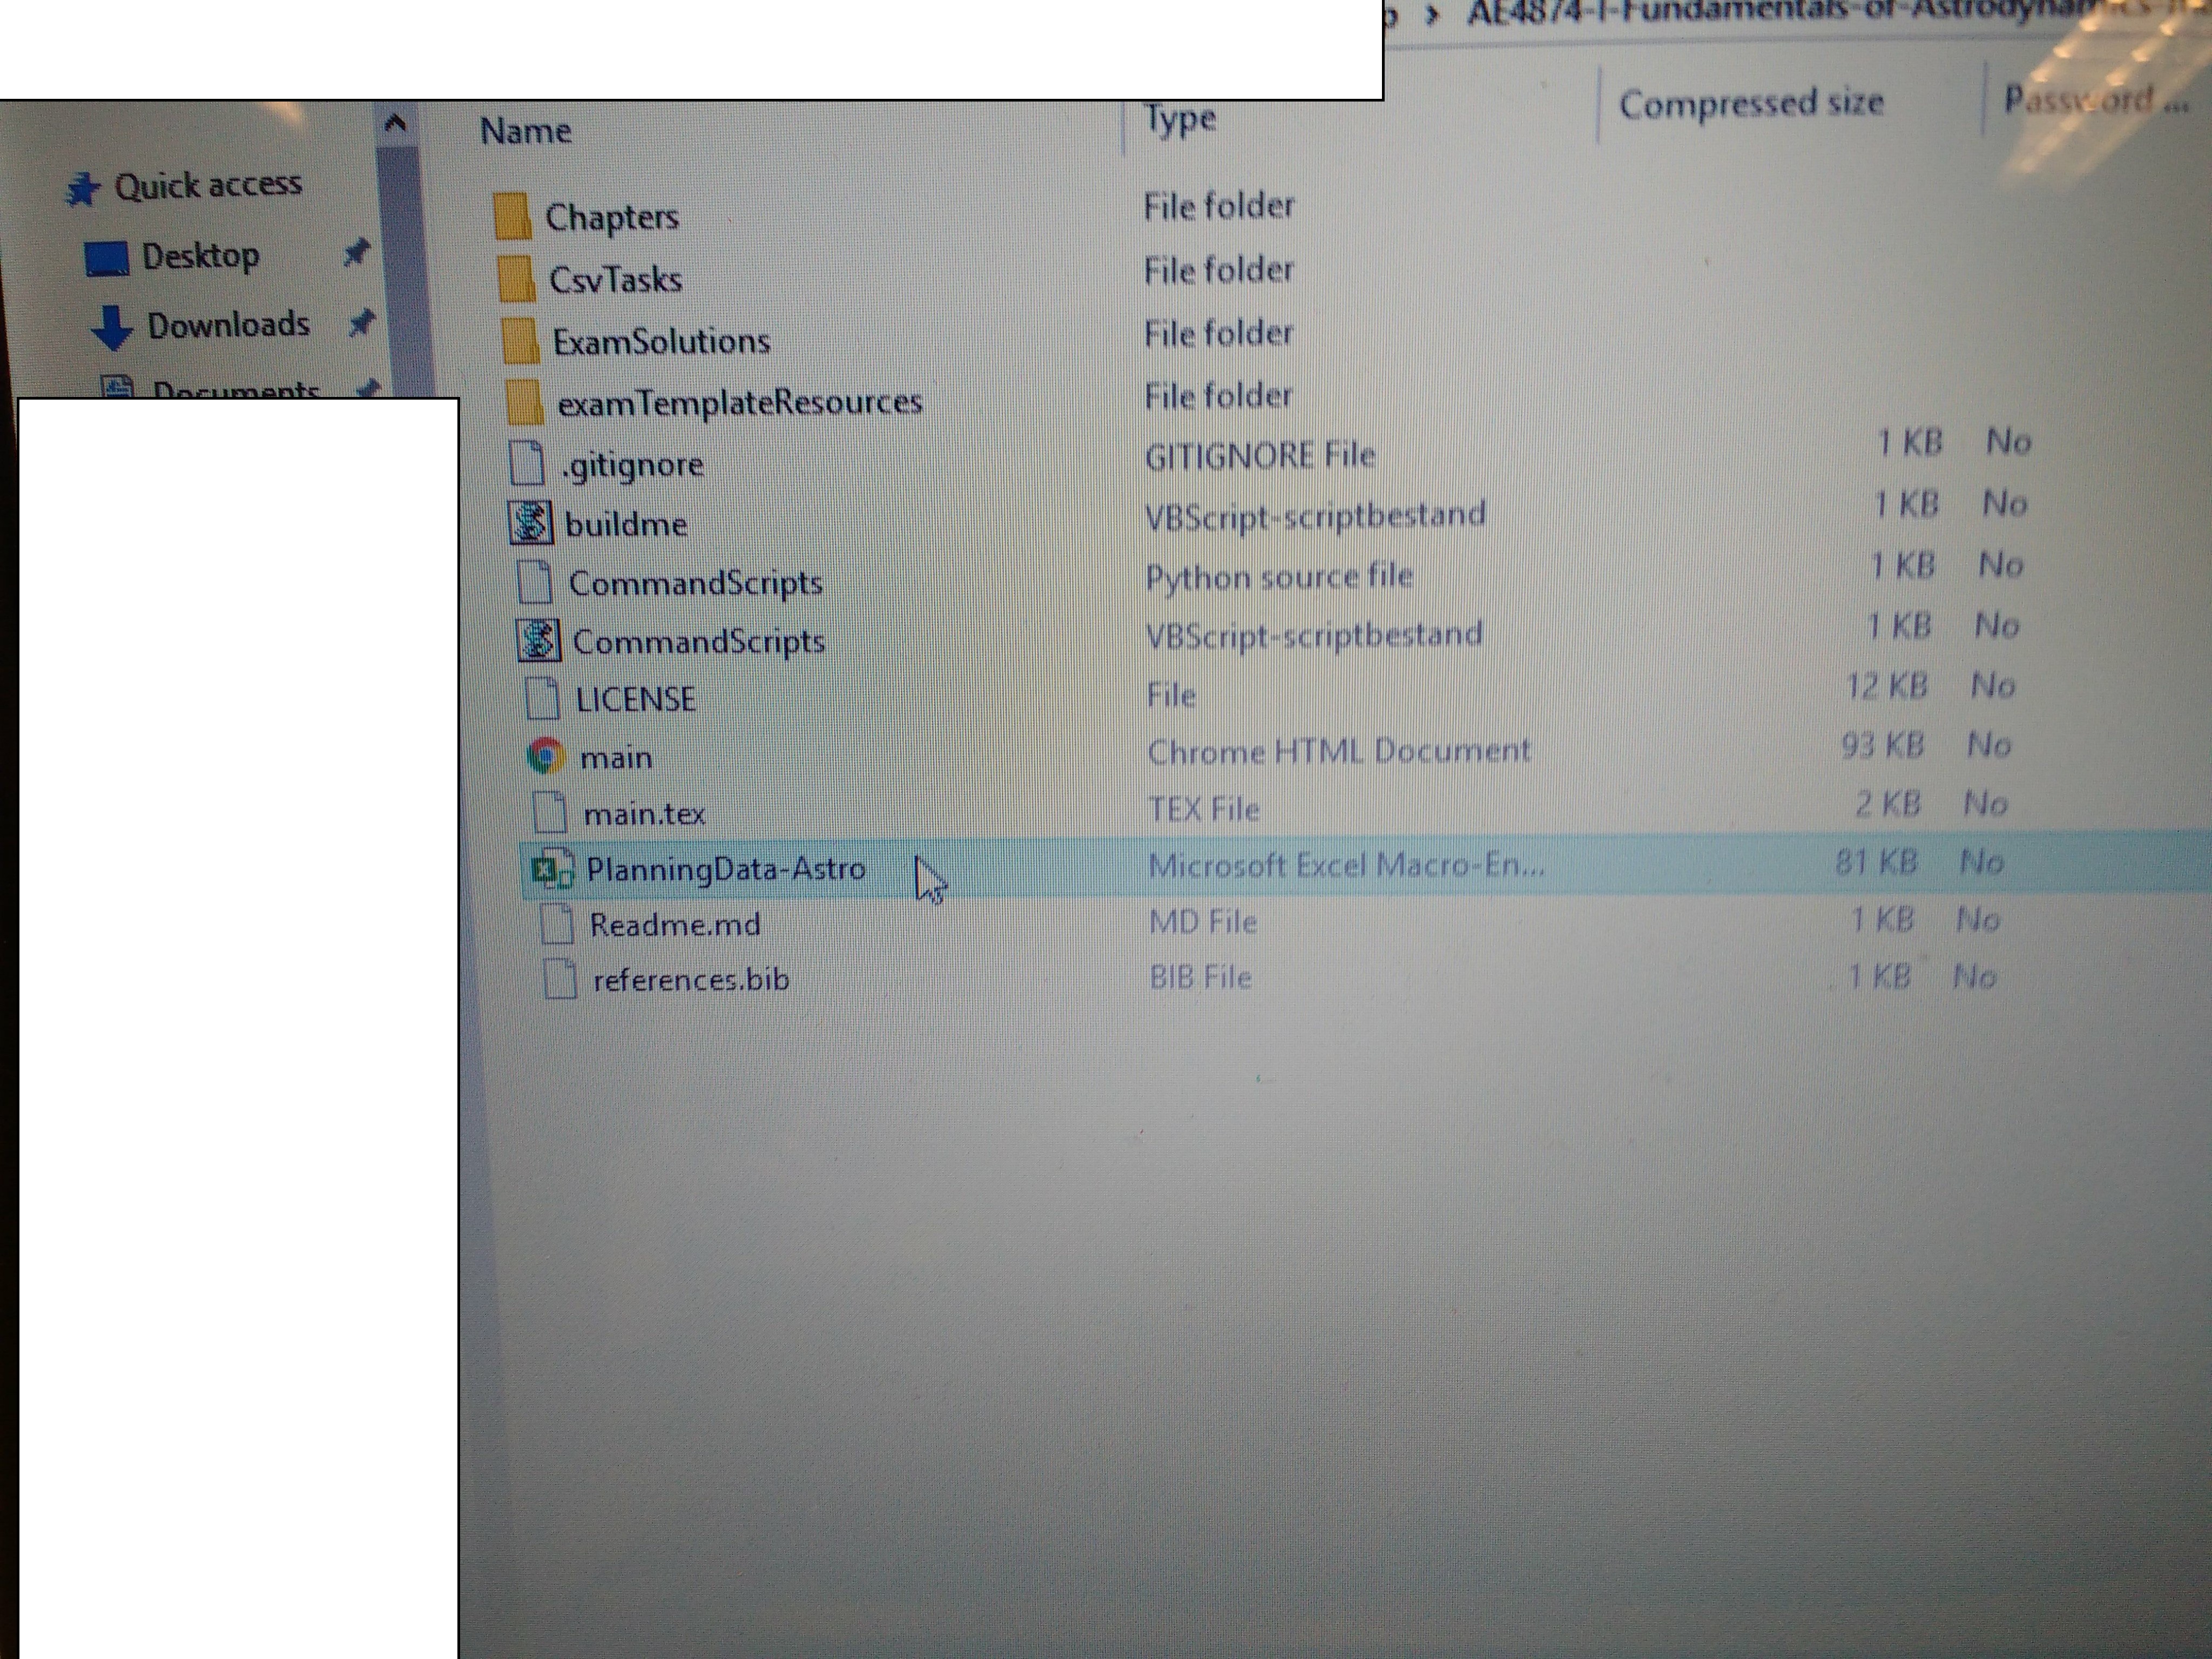 AE4874-I-Fundamentals-of-Astrodynamics
Name Type Compressed size Password ...
Quick access
Desktop
Downloads
Documents
Chapters File folder
CsvTasks File folder
ExamSolutions File folder
examTemplateResources File folder
.gitignore GITIGNORE File 1 KB No
buildme VBScript-scriptbestand 1 KB No
CommandScripts Python source file 1 KB No
CommandScripts VBScript-scriptbestand 1 KB No
LICENSE File 12 KB No
main Chrome HTML Document 93 KB No
main.tex TEX File 2 KB No
PlanningData-Astro Microsoft Excel Macro-En... 81 KB No
Readme.md MD File 1 KB No
references.bib BIB File 1 KB No